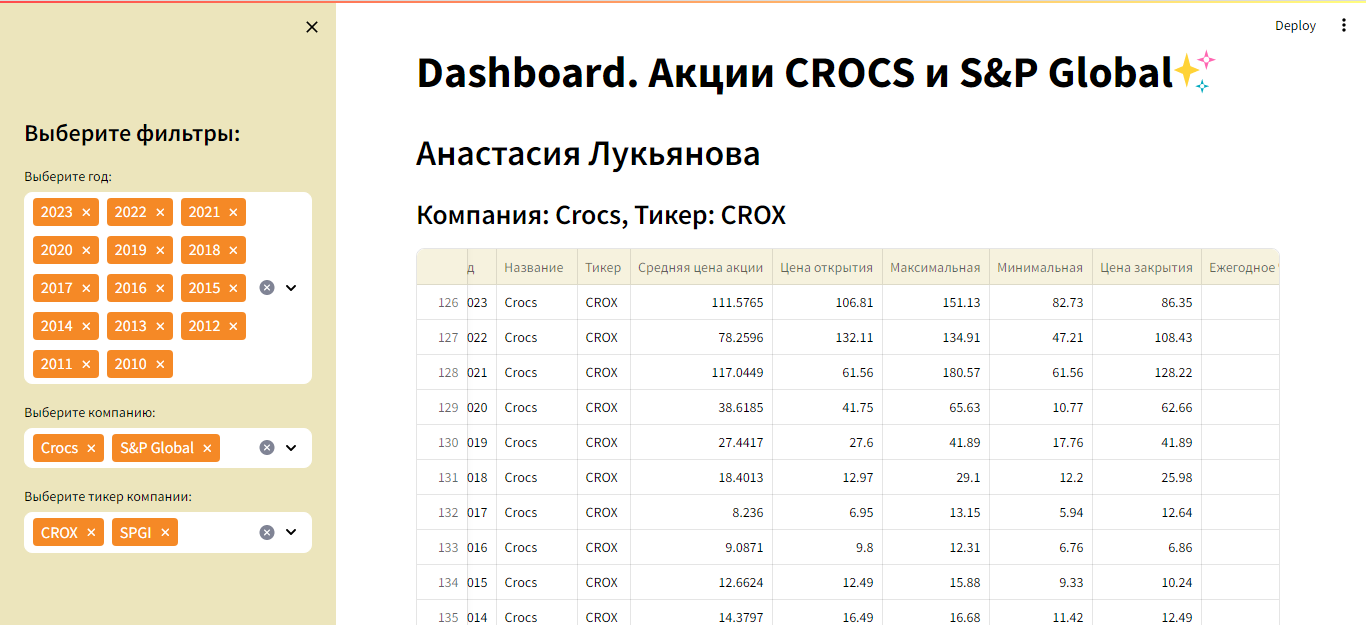 Deploy
Dashboard. Акции CROCS и S&P Global
Выберите фильтры:
Выберите год:
2023 2022 2021
2020 2019 2018
2017 2016 2015
2014 2013 2012
2011 2010
Выберите компанию:
Crocs S&P Global
Выберите тикер компании:
CROX SPGI
Анастасия Лукьянова
Компания: Crocs, Тикер: CROX
д Название Тикер Средняя цена акции Цена открытия Максимальная Минимальная Цена закрытия Ежегодное
126 023 Crocs CROX 111.5765 106.81 151.13 82.73 86.35
127 022 Crocs CROX 78.2596 132.11 134.91 47.21 108.43
128 021 Crocs CROX 117.0449 61.56 180.57 61.56 128.22
129 020 Crocs CROX 38.6185 41.75 65.63 10.77 62.66
130 019 Crocs CROX 27.4417 27.6 41.89 17.76 41.89
131 018 Crocs CROX 18.4013 12.97 29.1 12.2 25.98
132 017 Crocs CROX 8.236 6.95 13.15 5.94 12.64
133 016 Crocs CROX 9.0871 9.8 12.31 6.76 6.86
134 015 Crocs CROX 12.6624 12.49 15.88 9.33 10.24
135 014 Crocs CROX 14.3797 16.49 16.68 11.42 12.49